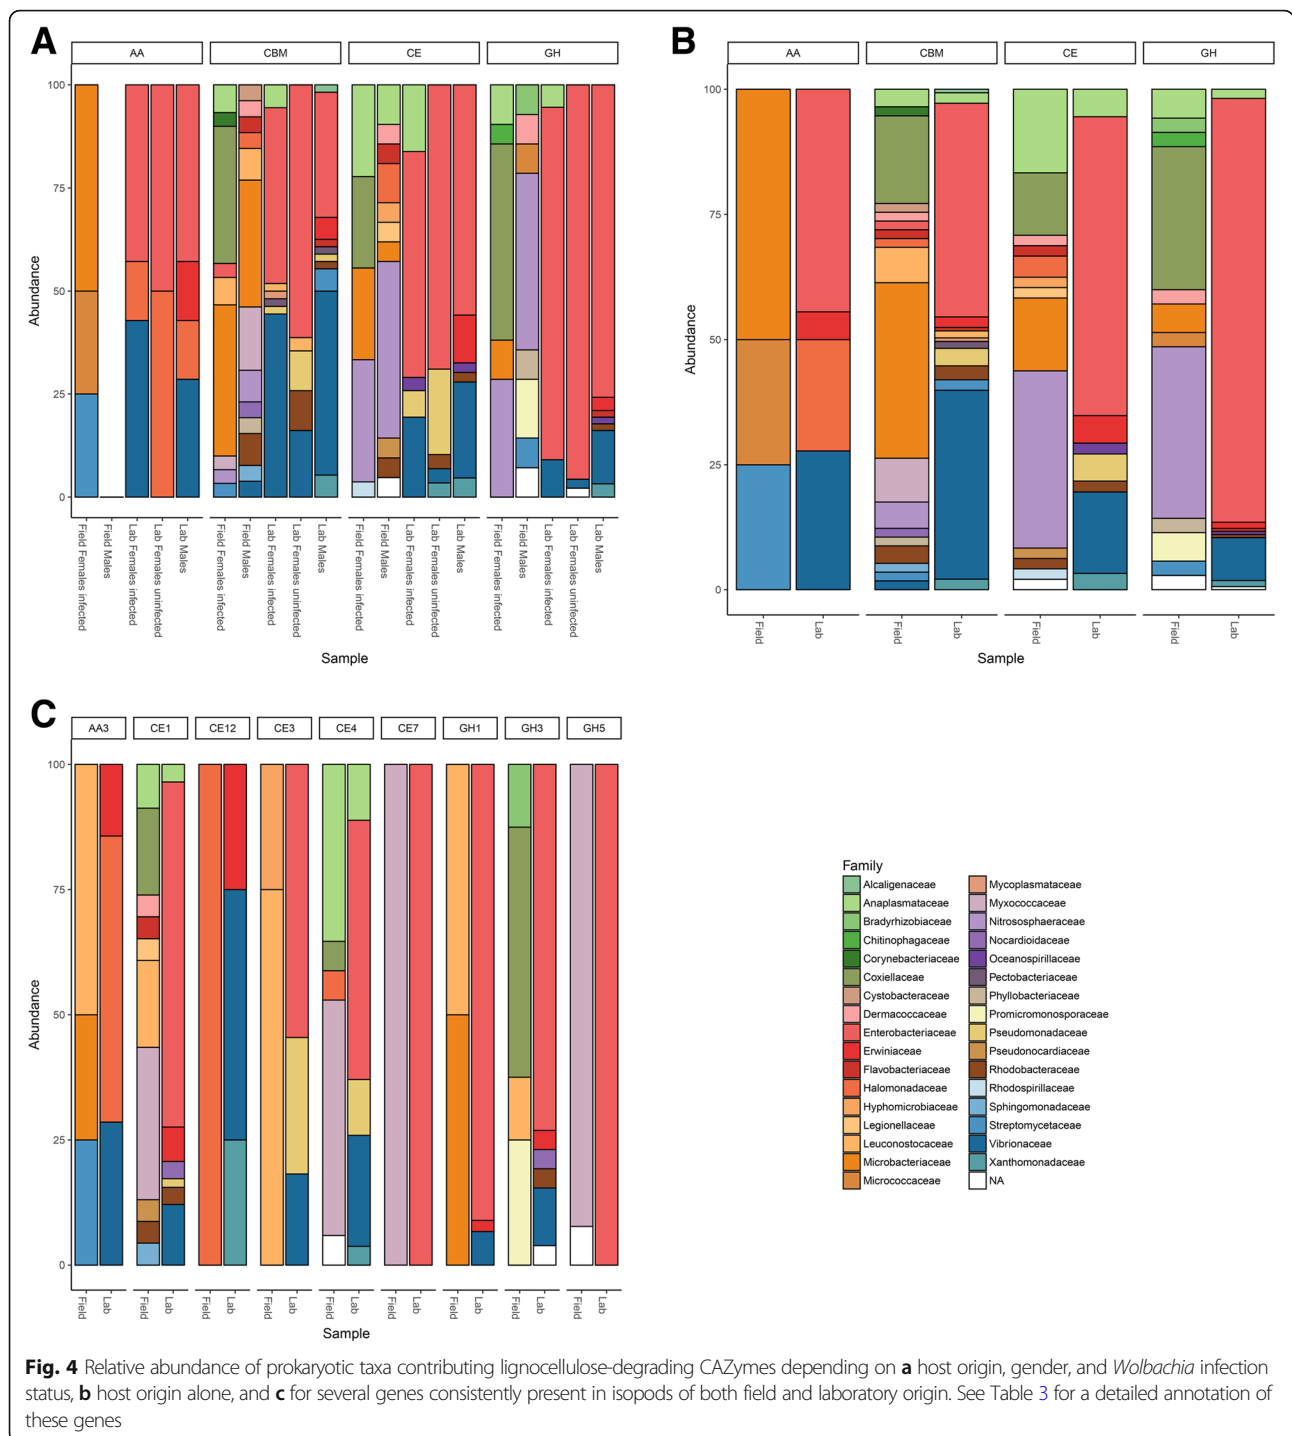 A
AA
CBM
CE
GH
100
75
50
25
0
Abundance
Field Females infected
Field Males
Lab Females infected
Lab Females uninfected
Lab Males
Field Females infected
Field Males
Lab Females infected
Lab Females uninfected
Lab Males
Field Females infected
Field Males
Lab Females infected
Lab Females uninfected
Lab Males
Field Females infected
Field Males
Lab Females infected
Lab Females uninfected
Lab Males
Sample
B
AA
CBM
CE
GH
100
75
50
25
0
Abundance
Field
Lab
Field
Lab
Field
Lab
Field
Lab
Sample
C
AA3
CE1
CE12
CE3
CE4
CE7
GH1
GH3
GH5
100
75
50
25
0
Abundance
Field
Lab
Field
Lab
Field
Lab
Field
Lab
Field
Lab
Field
Lab
Field
Lab
Field
Lab
Field
Lab
Sample
Family
Alcaligenaceae
Anaplasmataceae
Bradyrhizobiaceae
Chitinophagaceae
Corynebacteriaceae
Coxiellaceae
Cystobacteraceae
Dermacoccaceae
Enterobacteriaceae
Erwiniaceae
Flavobacteriaceae
Halomonadaceae
Hyphomicrobiaceae
Legionellaceae
Leuconostocaceae
Microbacteriaceae
Micrococcaceae
Mycoplasmataceae
Myxococcaceae
Nitrososphaeraceae
Nocardioidaceae
Oceanospirillaceae
Pectobacteriaceae
Phyllobacteriaceae
Promicromonosporaceae
Pseudomonadaceae
Pseudonocardiaceae
Rhodobacteraceae
Rhodospirillaceae
Sphingomonadaceae
Streptomycetaceae
Vibrionaceae
Xanthomonadaceae
NA
Fig. 4 Relative abundance of prokaryotic taxa contributing lignocellulose-degrading CAZymes depending on a host origin, gender, and Wolbachia infection
status, b host origin alone, and c for several genes consistently present in isopods of both field and laboratory origin. See Table 3 for a detailed annotation of
these genes